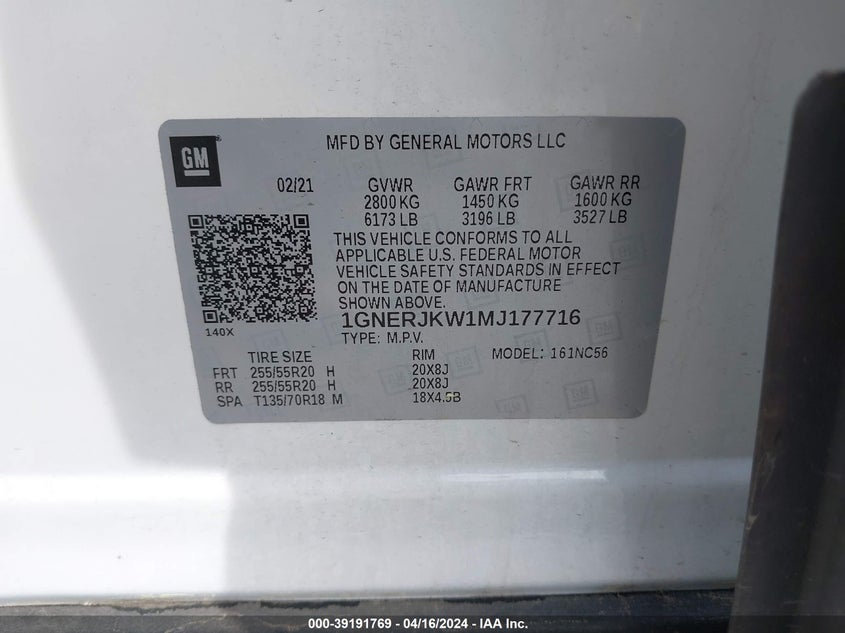 GM
MFD BY GENERAL MOTORS LLC
02/21 GVWR GAWR FRT GAWR RR
2800 KG 1450 KG 1600 KG
6173 LB 3196 LB 3527 LB
THIS VEHICLE CONFORMS TO ALL
APPLICABLE U.S. FEDERAL MOTOR
VEHICLE SAFETY STANDARDS IN EFFECT
ON THE DATE OF MANUFACTURE
SHOWN ABOVE.
140X
1GNERJKW1MJ177716
TYPE: M.P.V.
TIRE SIZE RIM MODEL: 161NC56
FRT 255/55R20 H 20X8J
RR 255/55R20 H 20X8J
SPA T135/70R18 M 18X4.5B
000-39191769 - 04/16/2024 - IAA Inc.